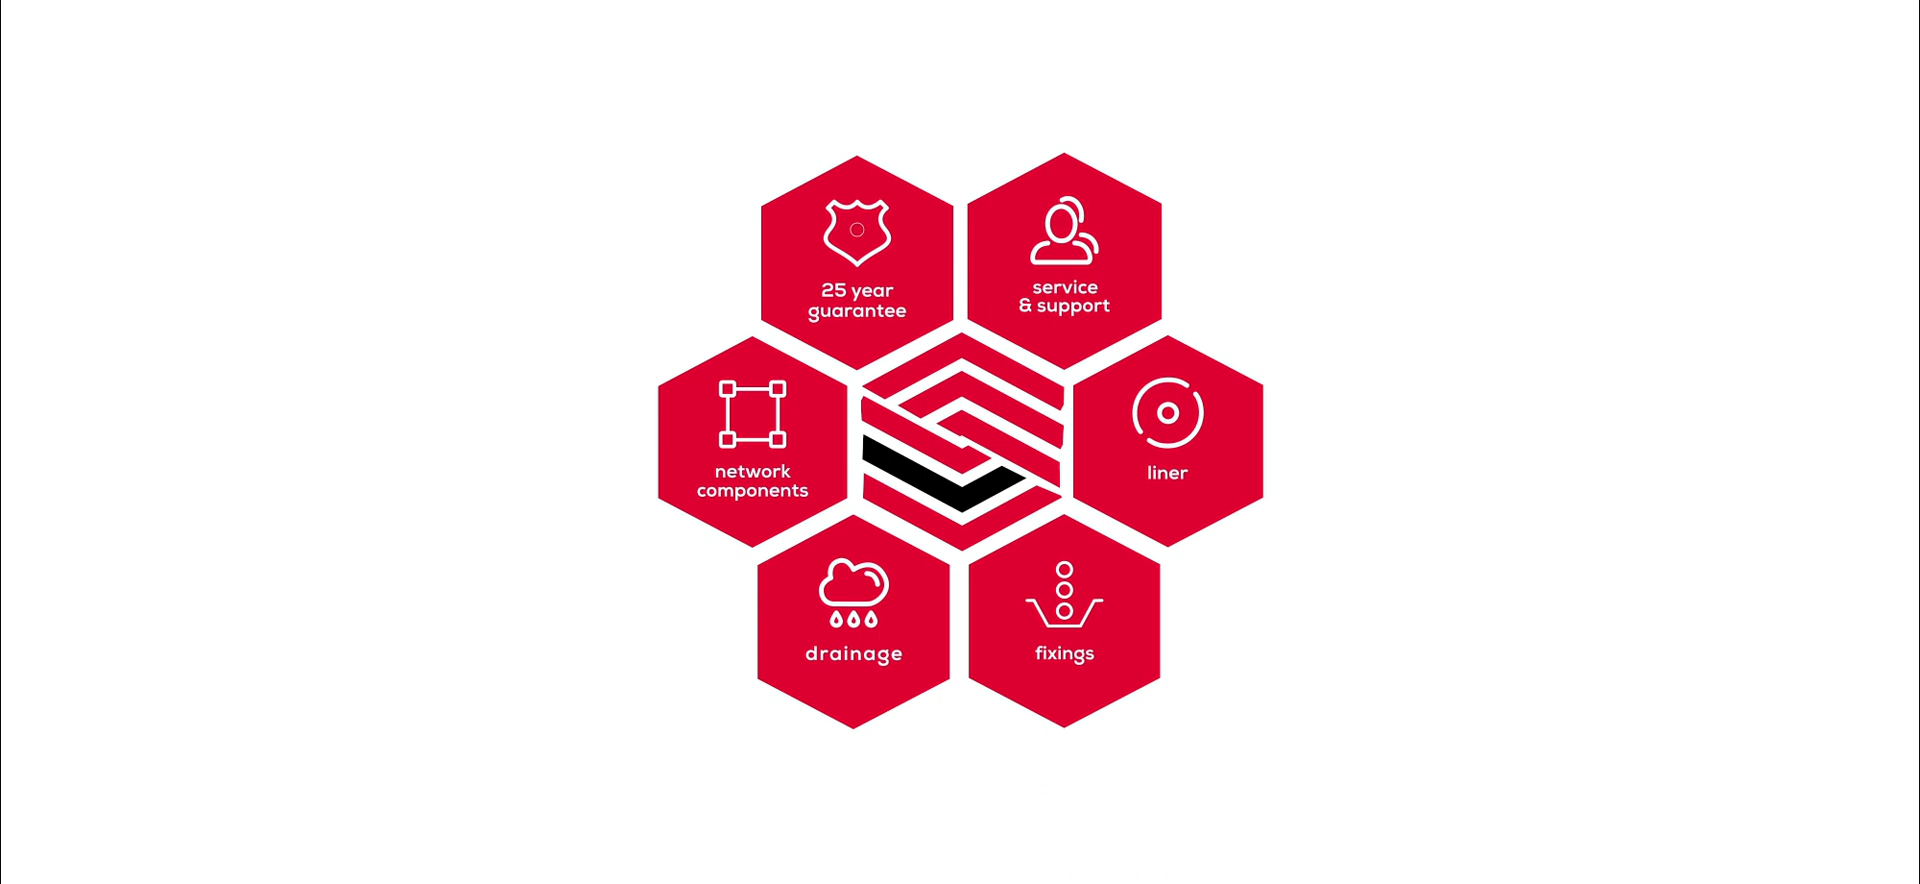 25 year
guarantee
service
& support
network
components
liner
drainage
fixings